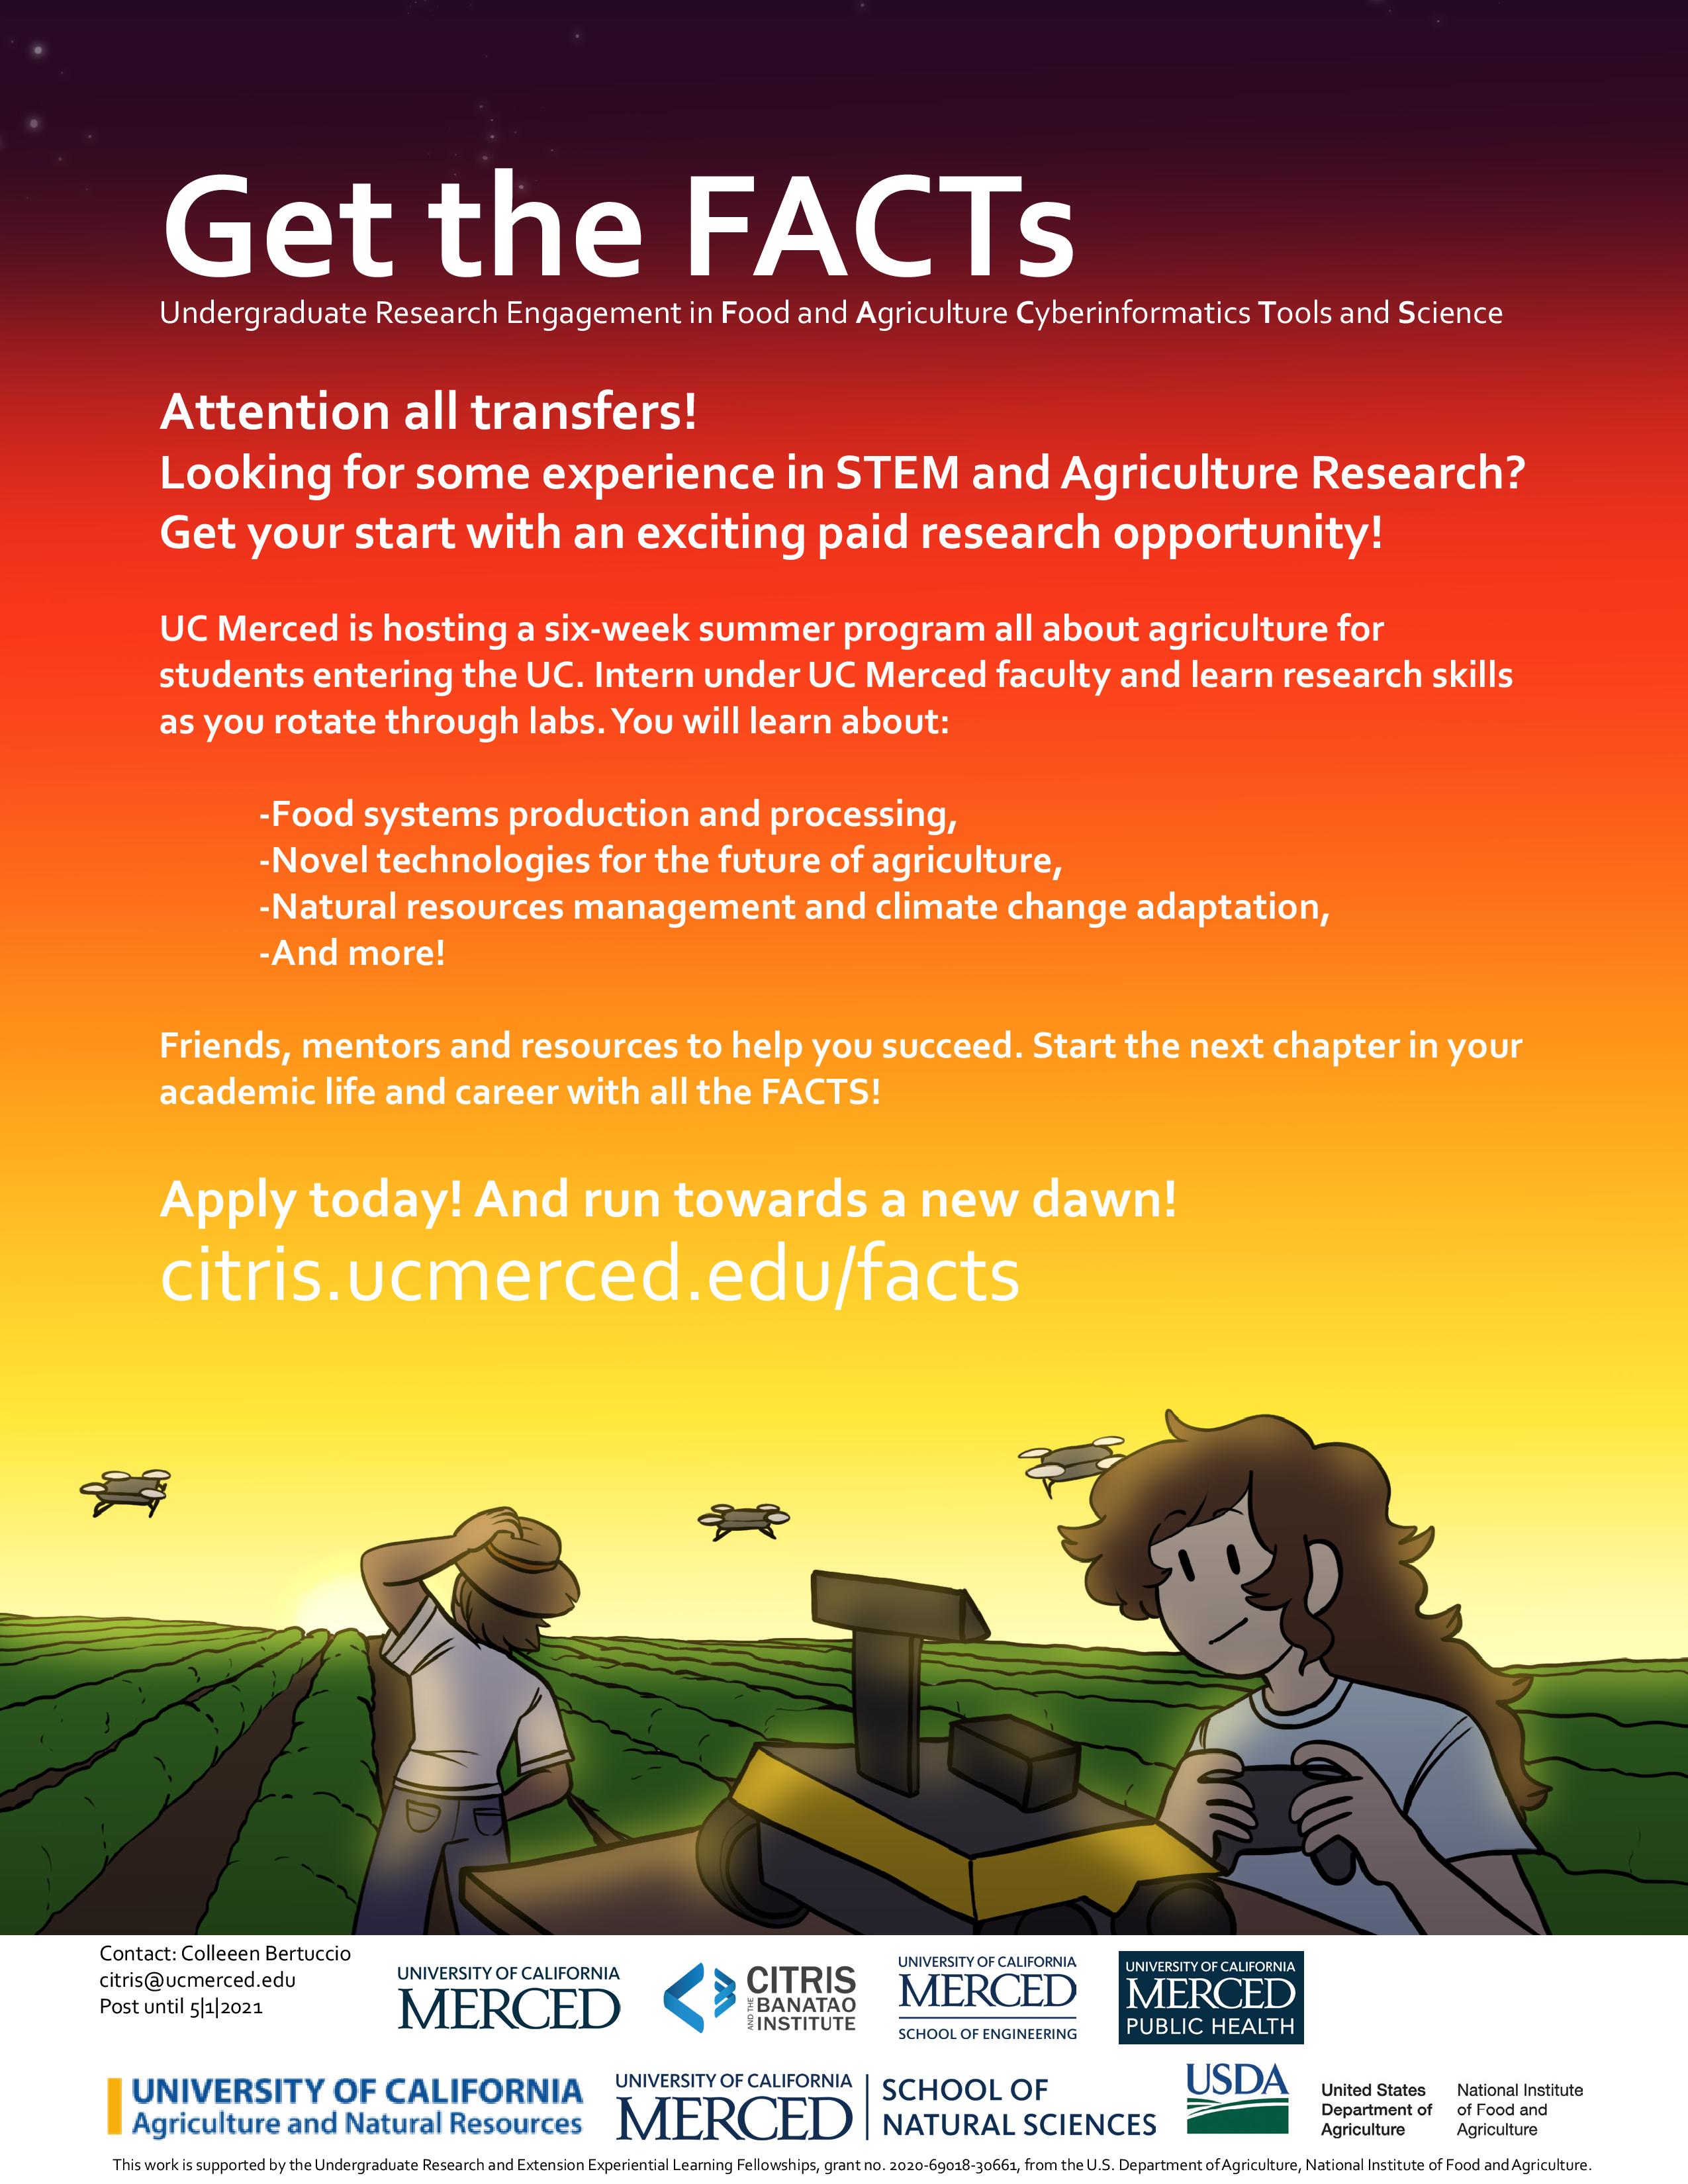 Get the FACTs
Undergraduate Research Engagement in Food and Agriculture Cyberinformatics Tools and Science
Attention all transfers!
Looking for some experience in STEM and Agriculture Research?
Get your start with an exciting paid research opportunity!
UC Merced is hosting a six-week summer program all about agriculture for
students entering the UC. Intern under UC Merced faculty and learn research skills
as you rotate through labs. You will learn about:
-Food systems production and processing,
-Novel technologies for the future of agriculture,
-Natural resources management and climate change adaptation,
-And more!
Friends, mentors and resources to help you succeed. Start the next chapter in your
academic life and career with all the FACTS!
Apply today! And run towards a new dawn!
citris.ucmerced.edu/facts
Contact: Colleeen Bertuccio
citris@ucmerced.edu
Post until 5|1|2021
UNIVERSITY OF CALIFORNIA
MERCED
CITRIS
AND THE
BANATAO
INSTITUTE
UNIVERSITY OF CALIFORNIA
MERCED
SCHOOL OF ENGINEERING
UNIVERSITY OF CALIFORNIA
MERCED
PUBLIC HEALTH
UNIVERSITY OF CALIFORNIA
Agriculture and Natural Resources
UNIVERSITY OF CALIFORNIA
MERCED
SCHOOL OF
NATURAL SCIENCES
USDA
United States
Department of
Agriculture
National Institute
of Food and
Agriculture
This work is supported by the Undergraduate Research and Extension Experiential Learning Fellowships, grant no. 2020-69018-30661, from the U.S. Department of Agriculture, National Institute of Food and Agriculture.